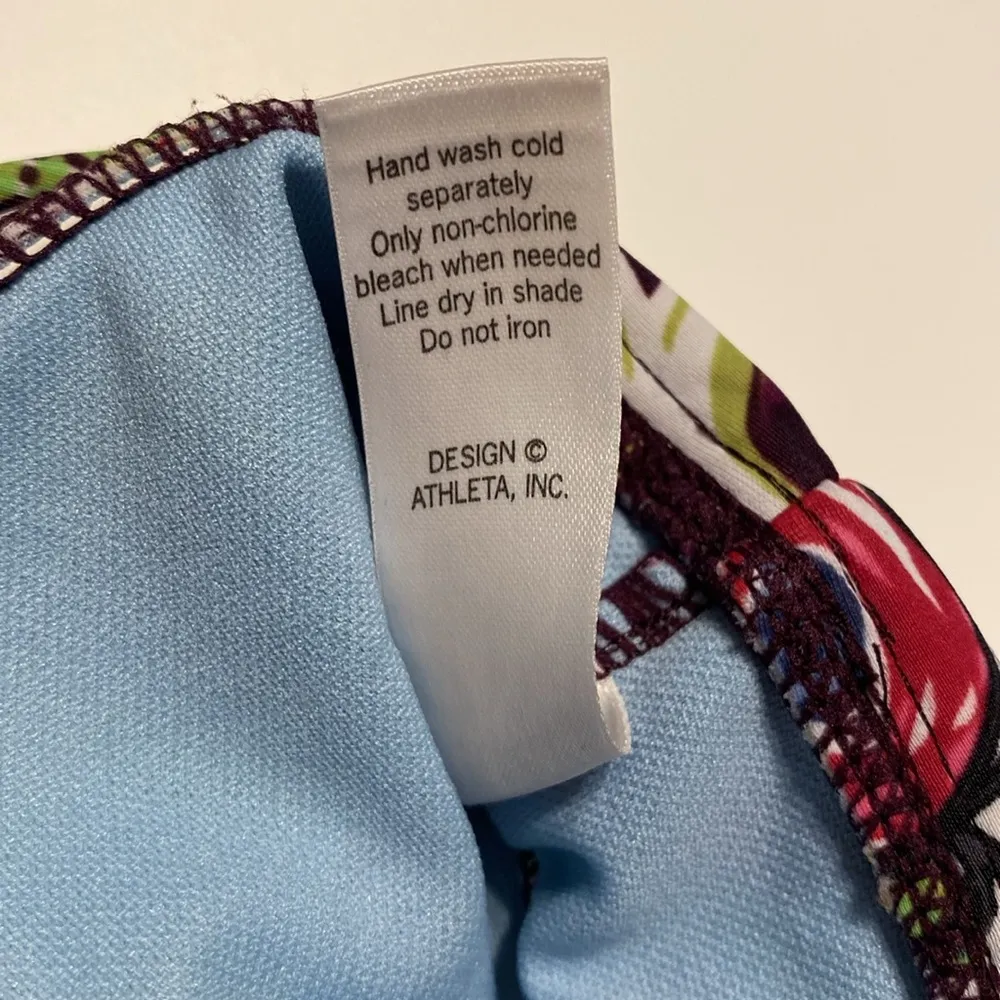 Hand wash cold
separately
Only non-chlorine
bleach when needed
Line dry in shade
Do not iron
DESIGN ©
ATHLETA, INC.